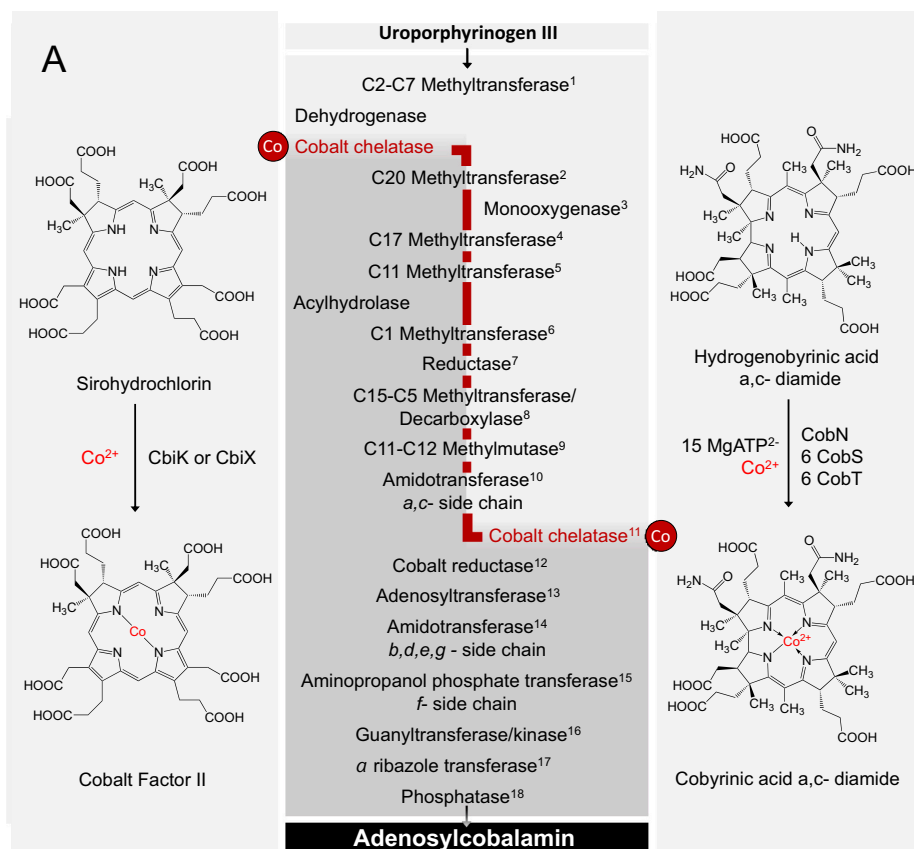 A
Uroporphyrinogen III
C2-C7 Methyltransferase¹
Dehydrogenase
Co Cobalt chelatase
C20 Methyltransferase²
Monooxygenase³
C17 Methyltransferase⁴
C11 Methyltransferase⁵
Acylhydrolase
C1 Methyltransferase⁶
Reductase⁷
C15-C5 Methyltransferase/
Decarboxylase⁸
C11-C12 Methylmutase⁹
Amidotransferase¹⁰
a,c- side chain
Cobalt chelatase¹¹ Co
Cobalt reductase¹²
Adenosyltransferase¹³
Amidotransferase¹⁴
b,d,e,g - side chain
Aminopropanol phosphate transferase¹⁵
f- side chain
Guanyltransferase/kinase¹⁶
α ribazole transferase¹⁷
Phosphatase¹⁸
Adenosylcobalamin
COOH
COOH
HOOC
H₃C
COOH
H₃C
NH
N
NH
N
HOOC
COOH
HOOC
COOH
Sirohydrochlorin
Co²⁺
CbiK or CbiX
COOH
COOH
HOOC
H₃C
COOH
H₃C
N
N
Co
N
N
HOOC
COOH
HOOC
COOH
Cobalt Factor II
HOOC
O
NH₂
O
H₂N
CH₃
CH₃
COOH
CH₃
CH₃
N
N
N
H
N
HOOC
HOOC
CH₃
CH₃
CH₃
CH₃
COOH
Hydrogenobyrinic acid
a,c- diamide
15 MgATP²⁻
Co²⁺
CobN
6 CobS
6 CobT
HOOC
O
NH₂
O
H₂N
CH₃
CH₃
COOH
CH₃
CH₃
N
N
Co²⁺
N
N
HOOC
HOOC
CH₃
CH₃
CH₃
CH₃
COOH
Cobyrinic acid a,c- diamide